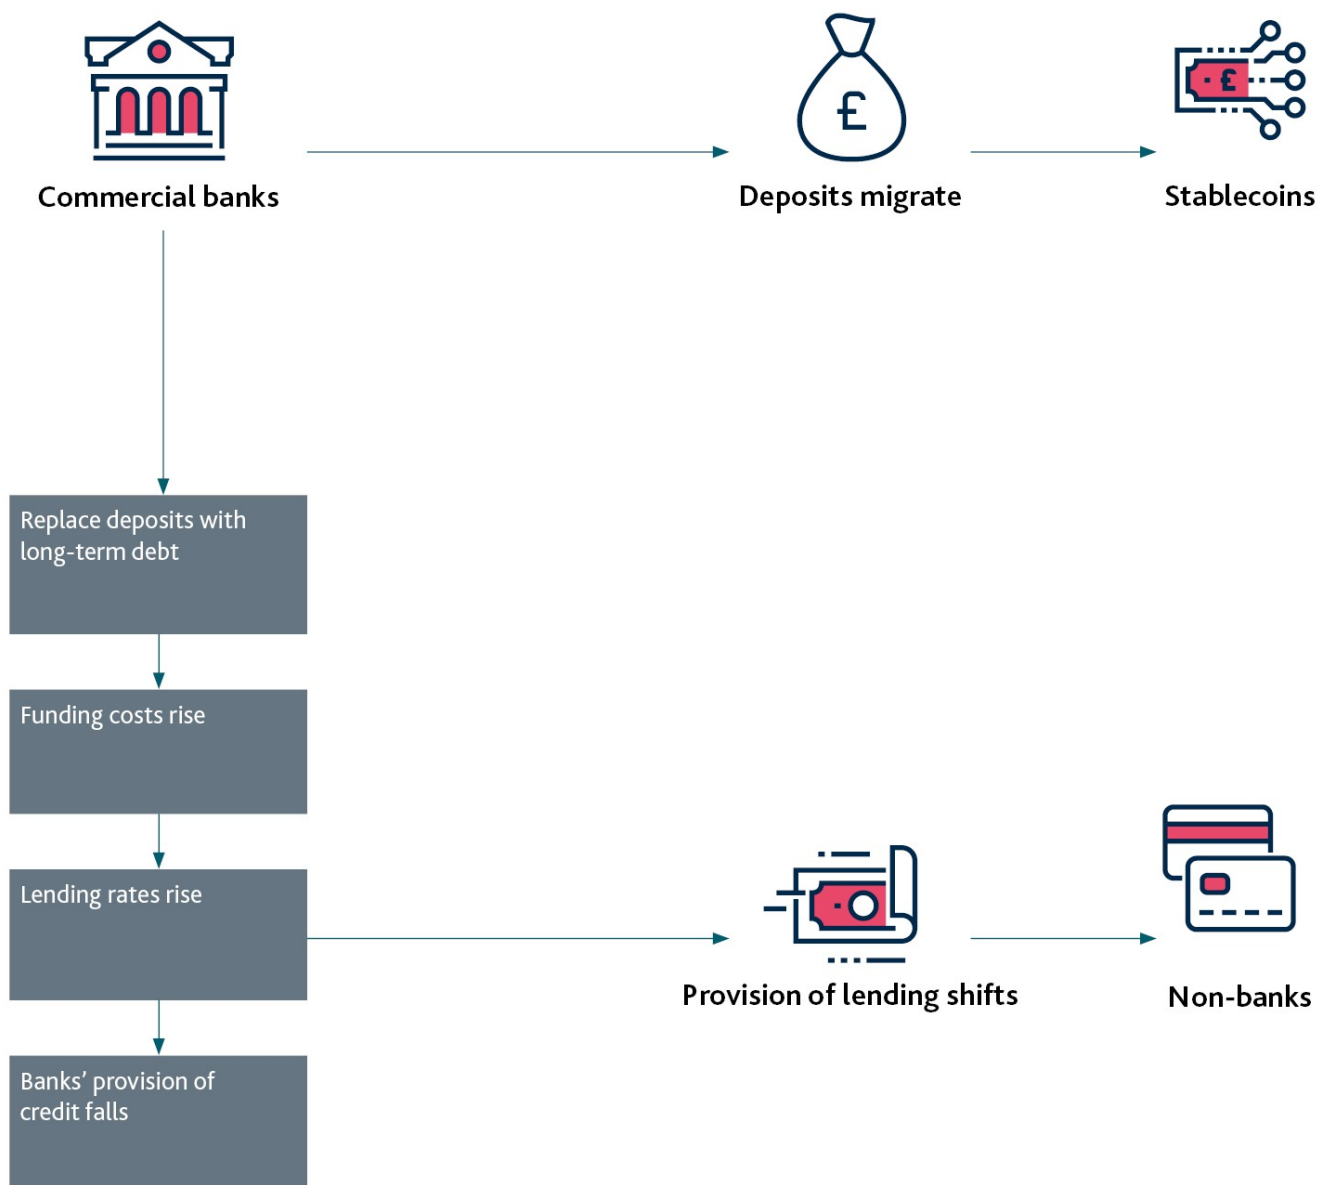 £
£
Commercial banks
Deposits migrate
Stablecoins
Replace deposits with
long-term debt
Funding costs rise
Lending rates rise
Provision of lending shifts
Non-banks
Banks’ provision of
credit falls